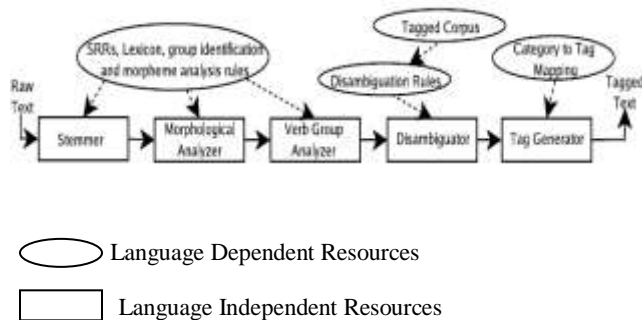 Tagged Corpus
SRRs, Lexicon, group identification
and morpheme analysis rules
Category to Tag
Mapping
Disambiguation Rules
Raw
Text
Tagged
Text
Stemmer
Morphological
Analyzer
Verb Group
Analyzer
Disambiguator
Tag Generator
Language Dependent Resources
Language Independent Resources